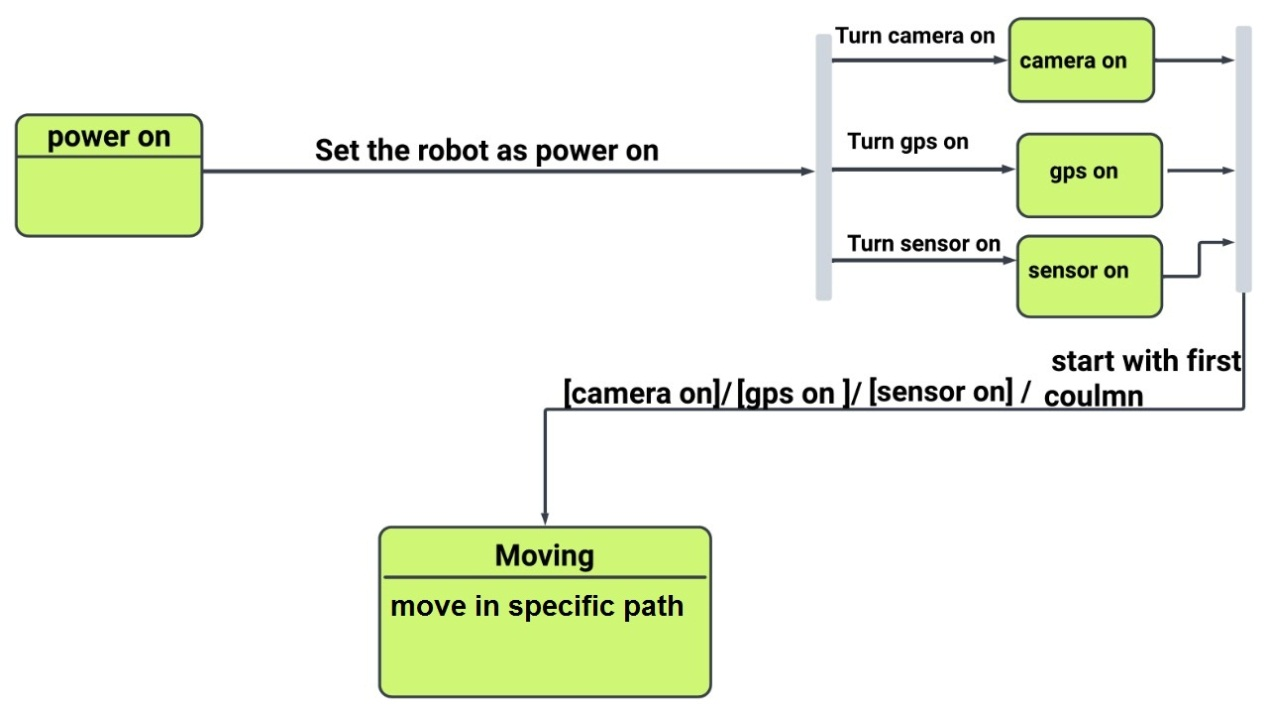 Turn camera on
camera on
power on
Set the robot as power on
Turn gps on
gps on
Turn sensor on
sensor on
start with first
[camera on]/ [gps on ]/ [sensor on] / coulmn
Moving
move in specific path